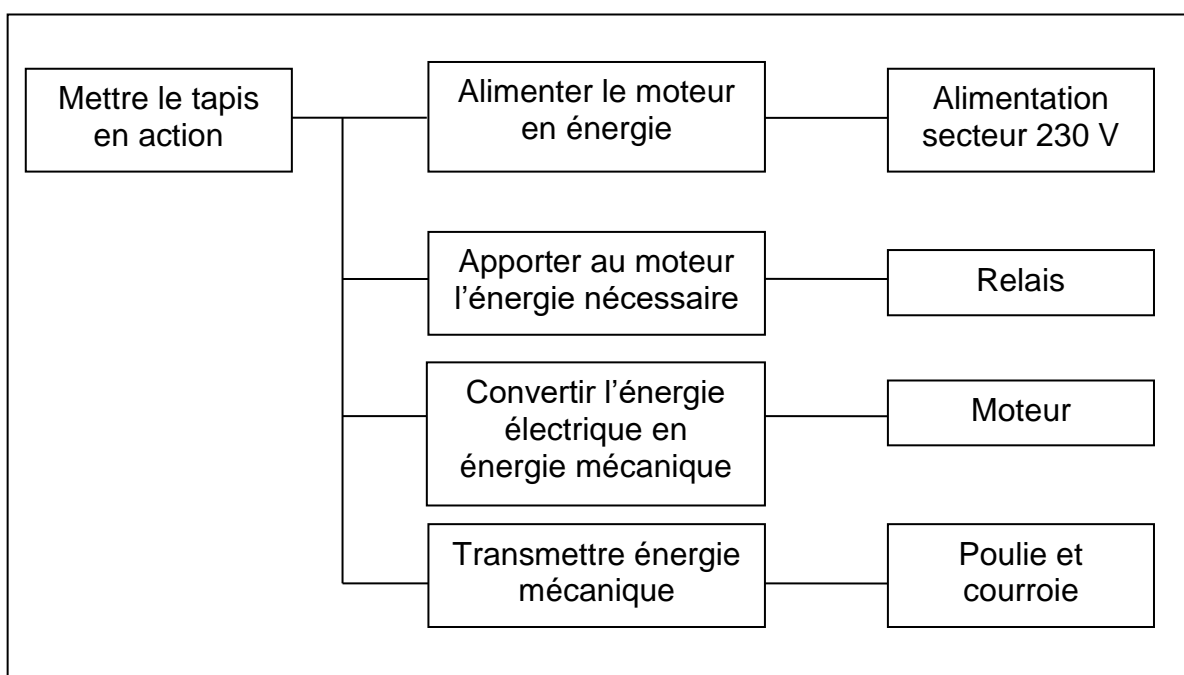 Mettre le tapis
en action
Alimenter le moteur
en énergie
Alimentation
secteur 230 V
Apporter au moteur
l’énergie nécessaire
Relais
Convertir l’énergie
électrique en
énergie mécanique
Moteur
Transmettre énergie
mécanique
Poulie et
courroie